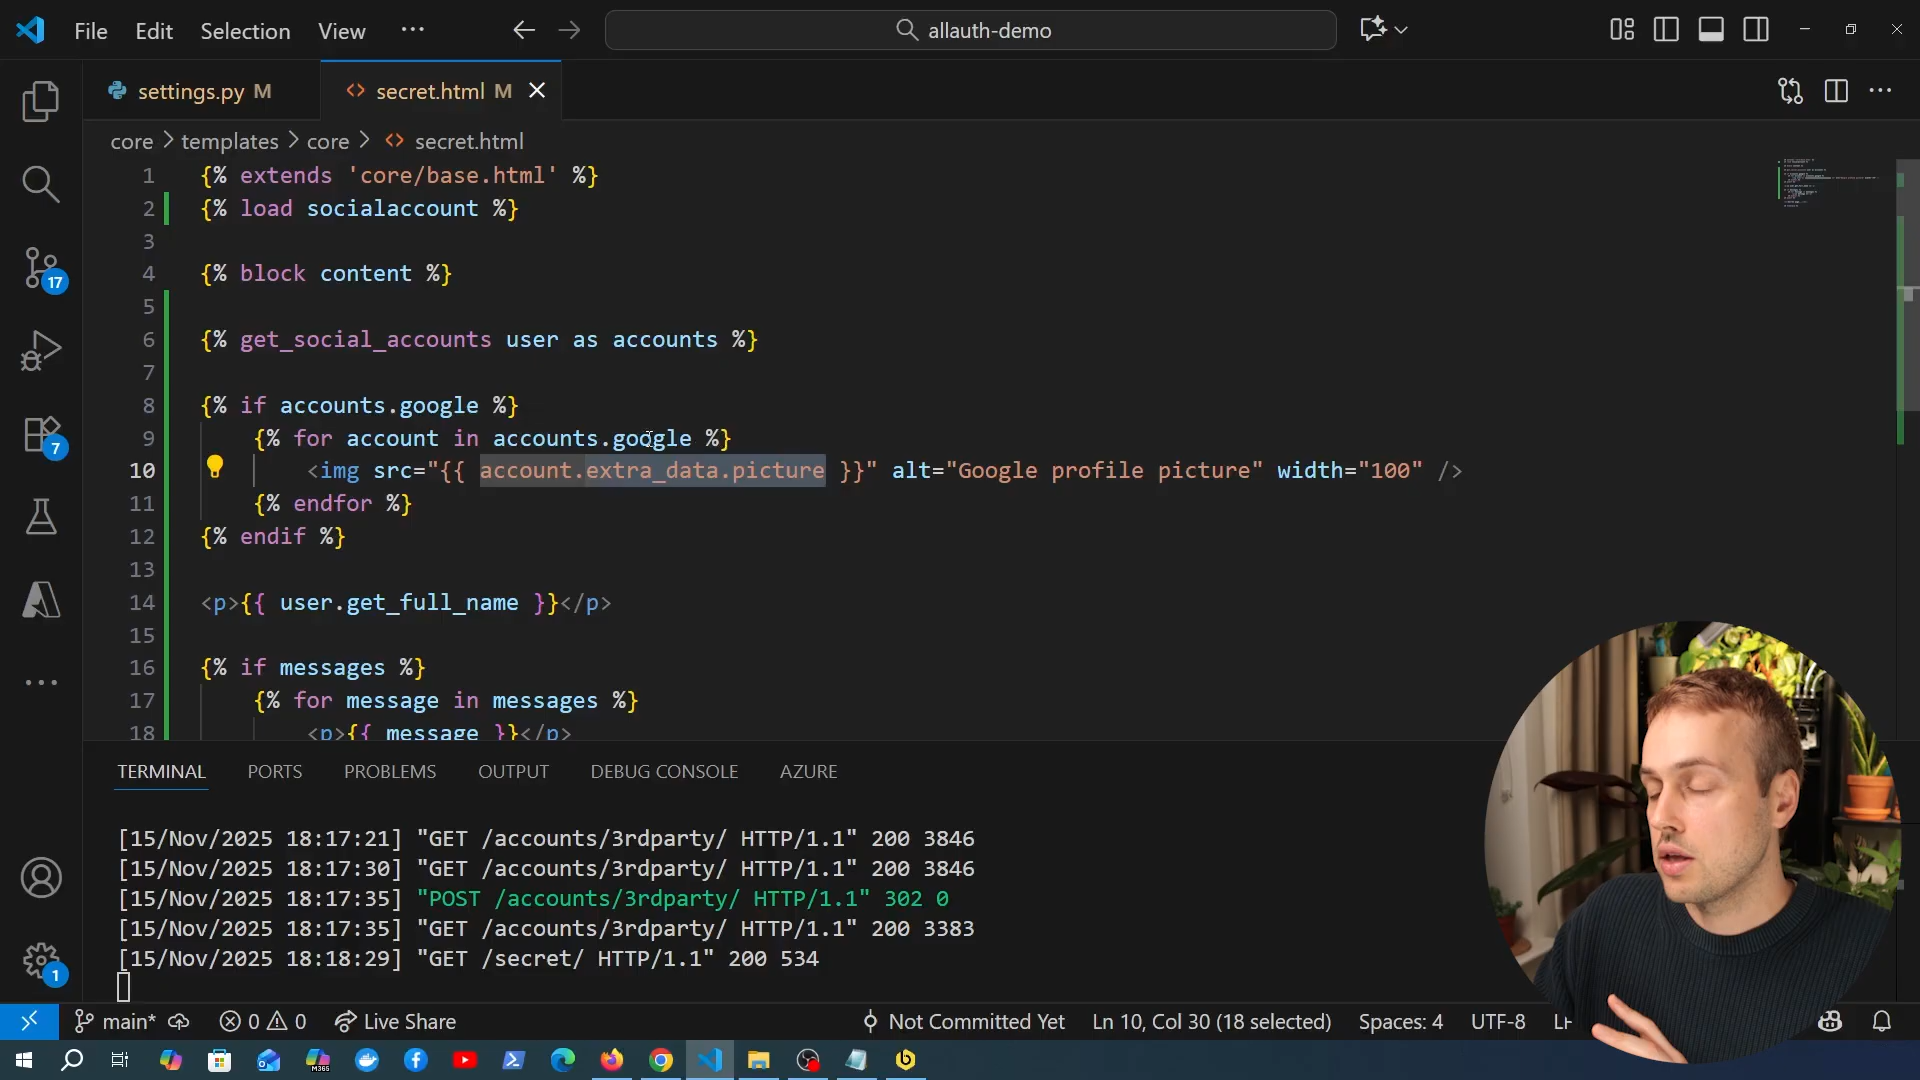 File Edit Selection View ··· allauth-demo
settings.py M secret.html M
core > templates > core > secret.html
1 {% extends 'core/base.html' %}
2 {% load socialaccount %}
3
4 {% block content %}
5
6 {% get_social_accounts user as accounts %}
7
8 {% if accounts.google %}
9 {% for account in accounts.google %}
10 <img src="{{ account.extra_data.picture }}" alt="Google profile picture" width="100" />
11 {% endfor %}
12 {% endif %}
13
14 <p>{{ user.get_full_name }}</p>
15
16 {% if messages %}
17 {% for message in messages %}
18 <p>{{ message }}</p>
17
7
1
TERMINAL PORTS PROBLEMS OUTPUT DEBUG CONSOLE AZURE
[15/Nov/2025 18:17:21] "GET /accounts/3rdparty/ HTTP/1.1" 200 3846
[15/Nov/2025 18:17:30] "GET /accounts/3rdparty/ HTTP/1.1" 200 3846
[15/Nov/2025 18:17:35] "POST /accounts/3rdparty/ HTTP/1.1" 302 0
[15/Nov/2025 18:17:35] "GET /accounts/3rdparty/ HTTP/1.1" 200 3383
[15/Nov/2025 18:18:29] "GET /secret/ HTTP/1.1" 200 534
main* 0 0 Live Share Not Committed Yet Ln 10, Col 30 (18 selected) Spaces: 4 UTF-8 LF
M365